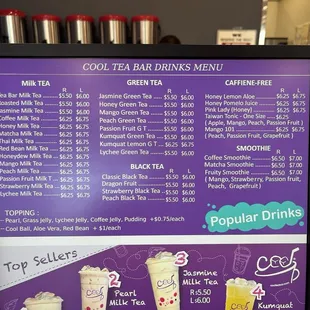 COOL TEA BAR DRINKS MENU
Milk TEA
R L
Tea Bar Milk Tea $5.50 $6.00
Roasted Milk Tea $5.50 $6.00
Jasmine Milk Tea $5.50 $6.00
Coffee Milk Tea $6.25 $6.75
Honey Milk Tea $6.25 $6.75
Matcha Milk Tea $6.25 $6.75
Thai Milk Tea $6.25 $6.75
Red Bean Milk Tea $6.25 $6.75
Honeydew Milk Tea $6.25 $6.75
Mango Milk Tea $6.25 $6.75
Peach Milk Tea $6.25 $6.75
Passion Fruit Milk T $6.25 $6.75
Strawberry Milk Tea $6.25 $6.75
Lychee Milk Tea $6.25 $6.75
GREEN TEA
R L
Jasmine Green Tea $5.50 $6.00
Honey Green Tea $5.50 $6.00
Mango Green Tea $5.50 $6.00
Peach Green Tea $5.50 $6.00
Passion Fruit G T $5.50 $6.00
Kumquat Green Tea $5.50 $6.00
Kumquat Lemon G T $6.25 $6.75
Lychee Green Tea $5.50 $6.00
BLACK TEA
Classic Black Tea $5.50 $6.00
Dragon Fruit $5.50 $6.00
Strawberry Black Tea $5.50 $6.00
Peach Black Tea $5.50 $6.00
CAFFIENE-FREE
R L
Honey Lemon Aloe $6.25 $6.75
Honey Pomelo Juice $6.25 $6.75
Pink Lady (Honey) $6.25 $6.75
Taiwan Tonic - One Size $6.25
( Apple, Mango, Peach, Passion Fruit )
Mango 101 $6.25 $6.75
( Peach, Passion Fruit, Grapefruit )
SMOOTHIE
R L
Coffee Smoothie $6.50 $7.00
Matcha Smoothie $6.50 $7.00
Fruity Smoothie $6.50 $7.00
( Mango, Strawberry, Passion fruit,
Peach, Grapefruit )
TOPPING :
- Pearl, Grass Jelly, Lychee Jelly, Coffee Jelly, Pudding +$0.75/each
- Cool Ball, Aloe Vera, Red Bean + $1/each
Popular Drinks
Top Sellers
2
Pearl
Milk Tea
3
Jasmine
Milk Tea
R:5.50
L:6.00
4
Kumquat
cool